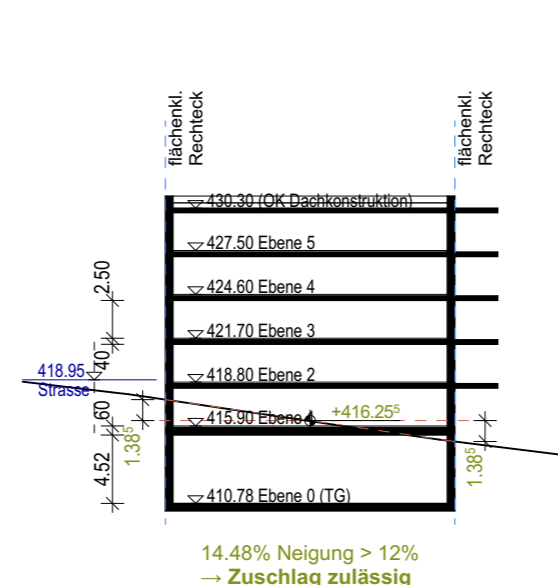 flächenkl.
Rechteck
flächenkl.
Rechteck
430.30 (OK Dachkonstruktion)
427.50 Ebene 5
2.50
424.60 Ebene 4
421.70 Ebene 3
40
418.95
Strasse
418.80 Ebene 2
60
415.90 Ebene
+416.25⁵
1.38⁵
1.38⁵
4.52
410.78 Ebene 0 (TG)
14.48% Neigung > 12%
→ Zuschlag zulässig